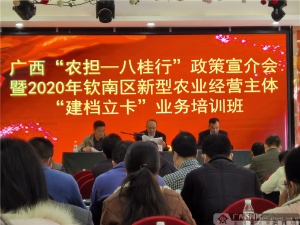 广西“农担—八桂行”政策宣介会
暨2020年钦南区新型农业经营主体
“建档立卡”业务培训班